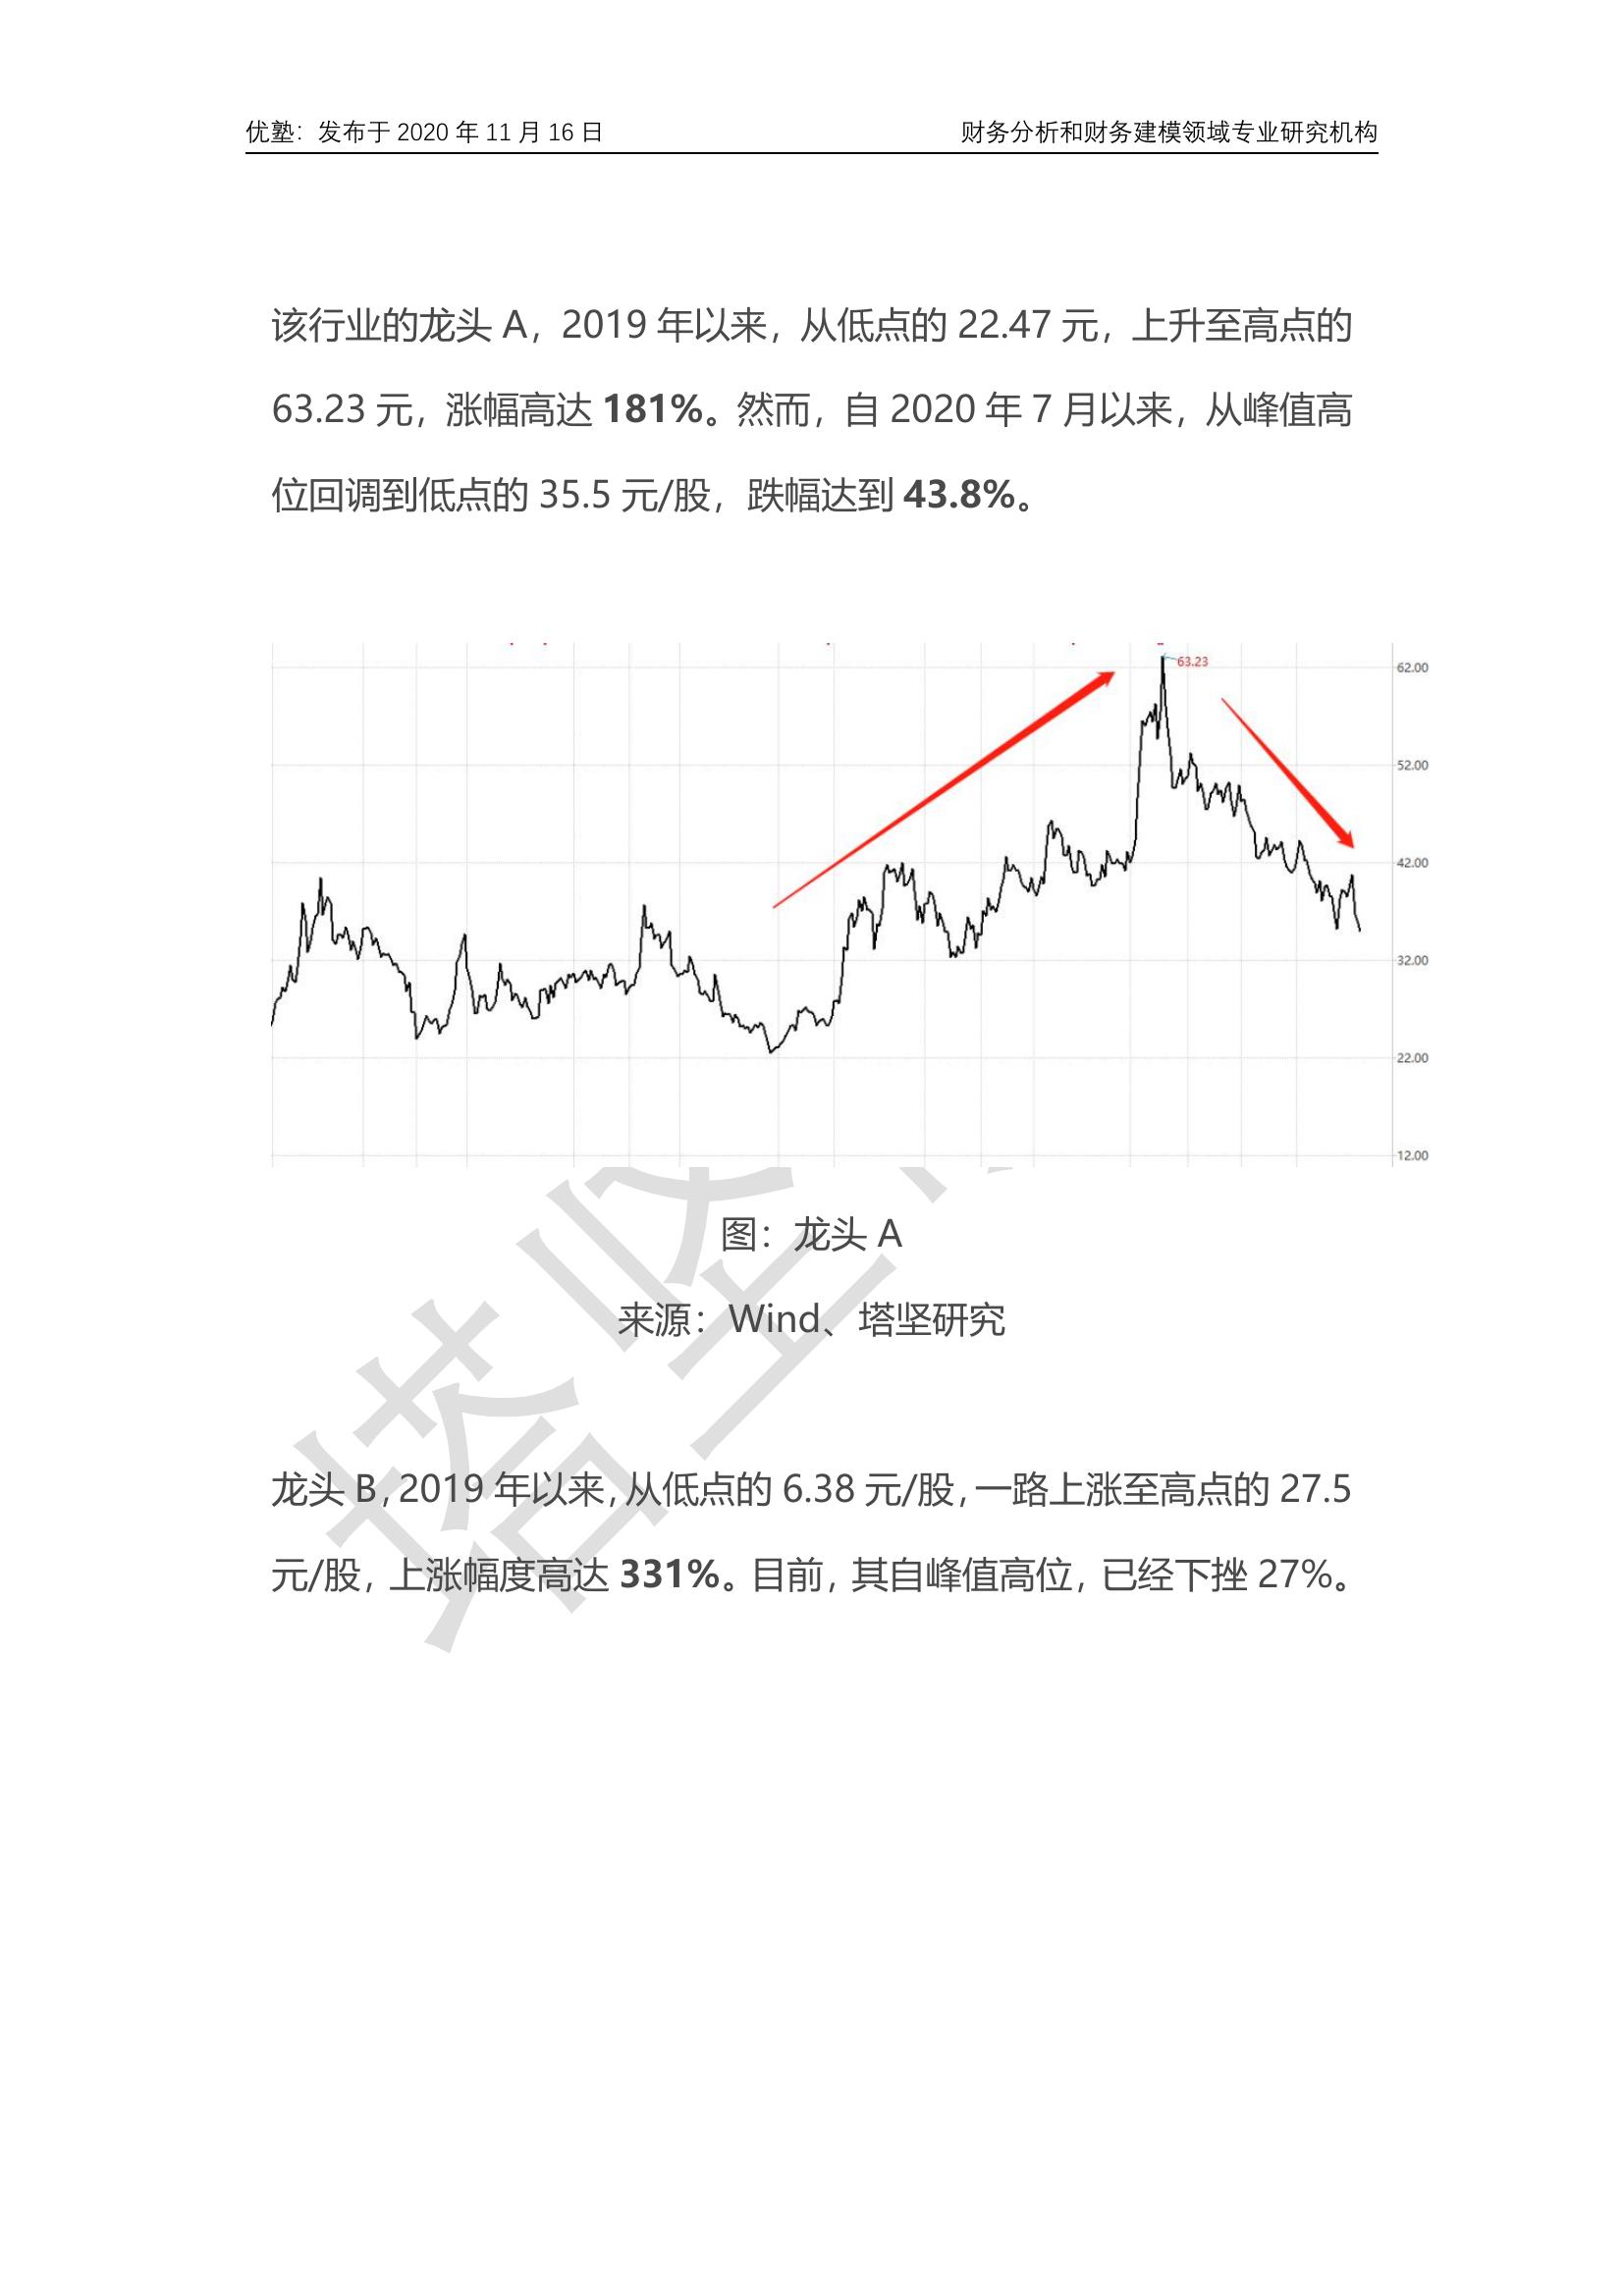 优塾：发布于 2020 年 11 月 16 日
财务分析和财务建模领域专业研究机构
该行业的龙头 A，2019 年以来，从低点的 22.47 元，上升至高点的
63.23 元，涨幅高达 181%。然而，自 2020 年 7 月以来，从峰值高
位回调到低点的 35.5 元/股，跌幅达到 43.8%。
63.23
62.00
52.00
42.00
32.00
22.00
12.00
图：龙头 A
来源：Wind、塔坚研究
龙头 B，2019 年以来，从低点的 6.38 元/股，一路上涨至高点的 27.5
元/股，上涨幅度高达 331%。目前，其自峰值高位，已经下挫 27%。
塔坚